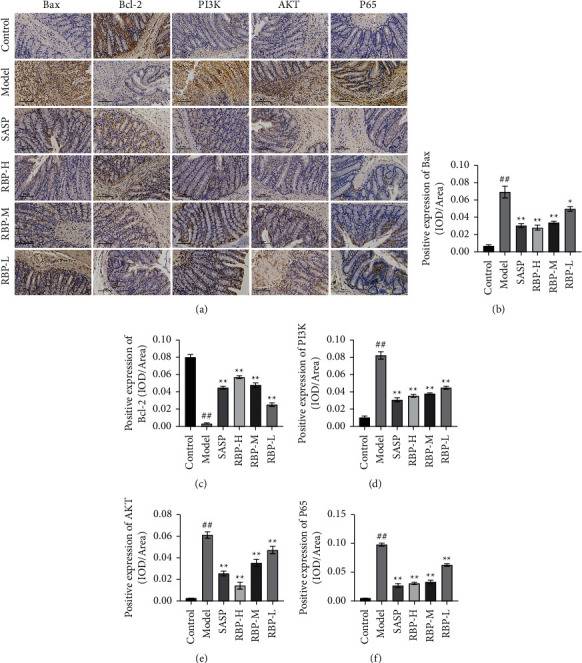 Bax Bcl-2 PI3K AKT P65
Control
Model
SASP
RBP-H
RBP-M
RBP-L
(a)
Positive expression of Bax
(IOD/Area)
0.10
0.08
0.06
0.04
0.02
0.00
## ** ** ** *
Control Model SASP RBP-H RBP-M RBP-L
(b)
Positive expression of
Bcl-2 (IOD/Area)
0.10
0.08
0.06
0.04
0.02
0.00
## ** ** ** **
Control Model SASP RBP-H RBP-M RBP-L
(c)
Positive expression of PI3K
(IOD/Area)
0.10
0.08
0.06
0.04
0.02
0.00
## ** ** ** **
Control Model SASP RBP-H RBP-M RBP-L
(d)
Positive expression of AKT
(IOD/Area)
0.08
0.06
0.04
0.02
0.00
## ** ** ** **
Control Model SASP RBP-H RBP-M RBP-L
(e)
Positive expression of P65
(IOD/Area)
0.15
0.10
0.05
0.00
## ** ** ** **
Control Model SASP RBP-H RBP-M RBP-L
(f)